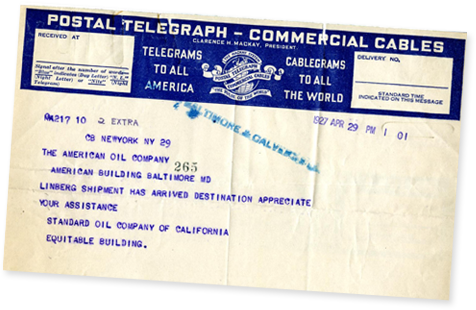 POSTAL TELEGRAPH - COMMERCIAL CABLES
CLARENCE H. MACKAY, PRESIDENT.
RECEIVED AT
TELEGRAMS
TO ALL
AMERICA
CABLEGRAMS
TO ALL
THE WORLD
DELIVERY NO.
STANDARD TIME
INDICATED ON THIS MESSAGE
1927 APR 29 PM 1 01
BALTIMORE & CALVERT
217 10 2 EXTRA
CB NEWYORK NY 29
THE AMERICAN OIL COMPANY
265
AMERICAN BUILDING BALTIMORE MD
LINBERG SHIPMENT HAS ARRIVED DESTINATION APPRECIATE
YOUR ASSISTANCE
STANDARD OIL COMPANY OF CALIFORNIA
EQUITABLE BUILDING.